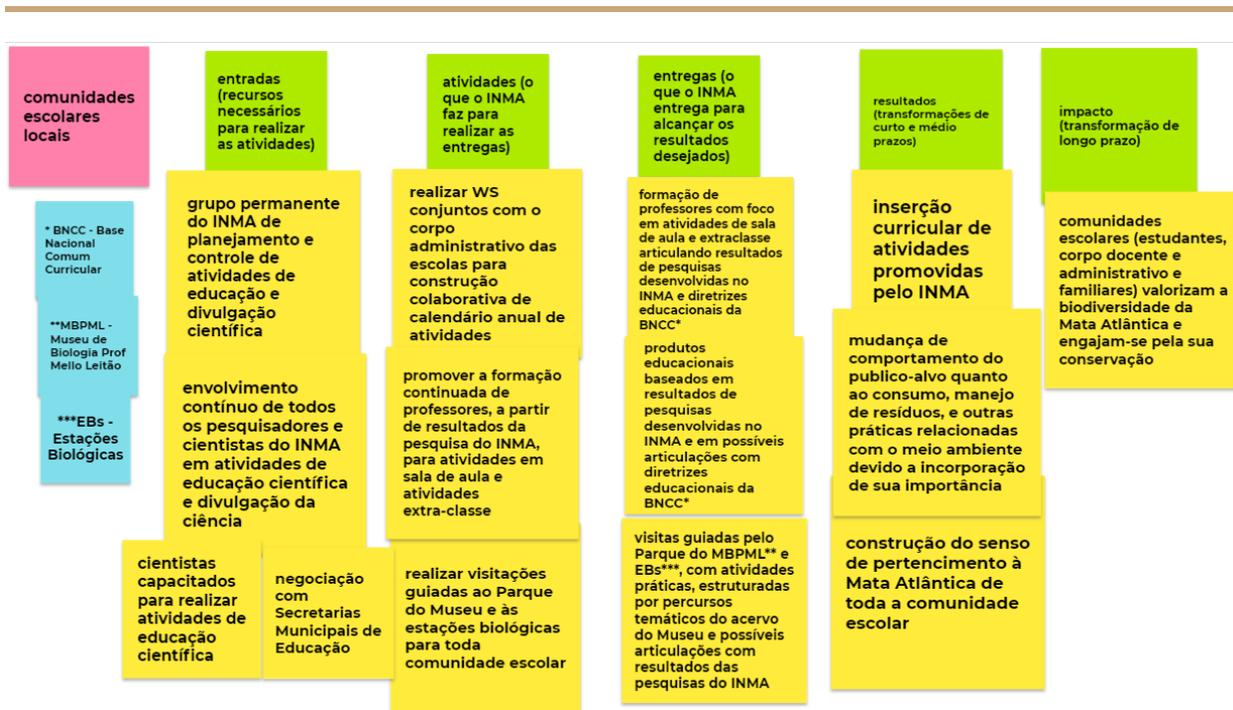 comunidades
escolares
locais
* BNCC - Base
Nacional
Comum
Curricular
**MBPML -
Museu de
Biologia Prof
Mello Leitão
***EBs -
Estações
Biológicas
entradas
(recursos
necessários
para realizar
as atividades)
grupo permanente
do INMA de
planejamento e
controle de
atividades de
educação e
divulgação
científica
envolvimento
contínuo de todos
os pesquisadores e
cientistas do INMA
em atividades de
educação científica
e divulgação da
ciência
cientistas
capacitados
para realizar
atividades de
educação
científica
negociação
com
Secretarias
Municipais de
Educação
atividades (o
que o INMA
faz para
realizar as
entregas)
realizar WS
conjuntos com o
corpo
administrativo das
escolas para
construção
colaborativa de
calendário anual de
atividades
promover a formação
continuada de
professores, a partir
de resultados da
pesquisa do INMA,
para atividades em
sala de aula e
atividades
extra-classe
realizar visitações
guiadas ao Parque
do Museu e às
estações biológicas
para toda
comunidade escolar
entregas (o
que o INMA
entrega para
alcançar os
resultados
desejados)
formação de
professores com foco
em atividades de sala
de aula e extraclasse
articulando resultados
de pesquisas
desenvolvidas no
INMA e diretrizes
educacionais da
BNCC*
produtos
educacionais
baseados em
resultados de
pesquisas
desenvolvidas no
INMA e em possíveis
articulações com
diretrizes
educacionais da
BNCC*
visitas guiadas pelo
Parque do MBPML** e
EBs***, com atividades
práticas, estruturadas
por percursos
temáticos do acervo
do Museu e possíveis
articulações com
resultados das
pesquisas do INMA
resultados
(transformações de
curto e médio
prazos)
inserção
curricular de
atividades
promovidas
pelo INMA
mudança de
comportamento do
publico-alvo quanto
ao consumo, manejo
de resíduos, e outras
práticas relacionadas
com o meio ambiente
devido a incorporação
de sua importância
construção do senso
de pertencimento à
Mata Atlântica de
toda a comunidade
escolar
impacto
(transformação de
longo prazo)
comunidades
escolares (estudantes,
corpo docente e
administrativo e
familiares) valorizam a
biodiversidade da
Mata Atlântica e
engajam-se pela sua
conservação